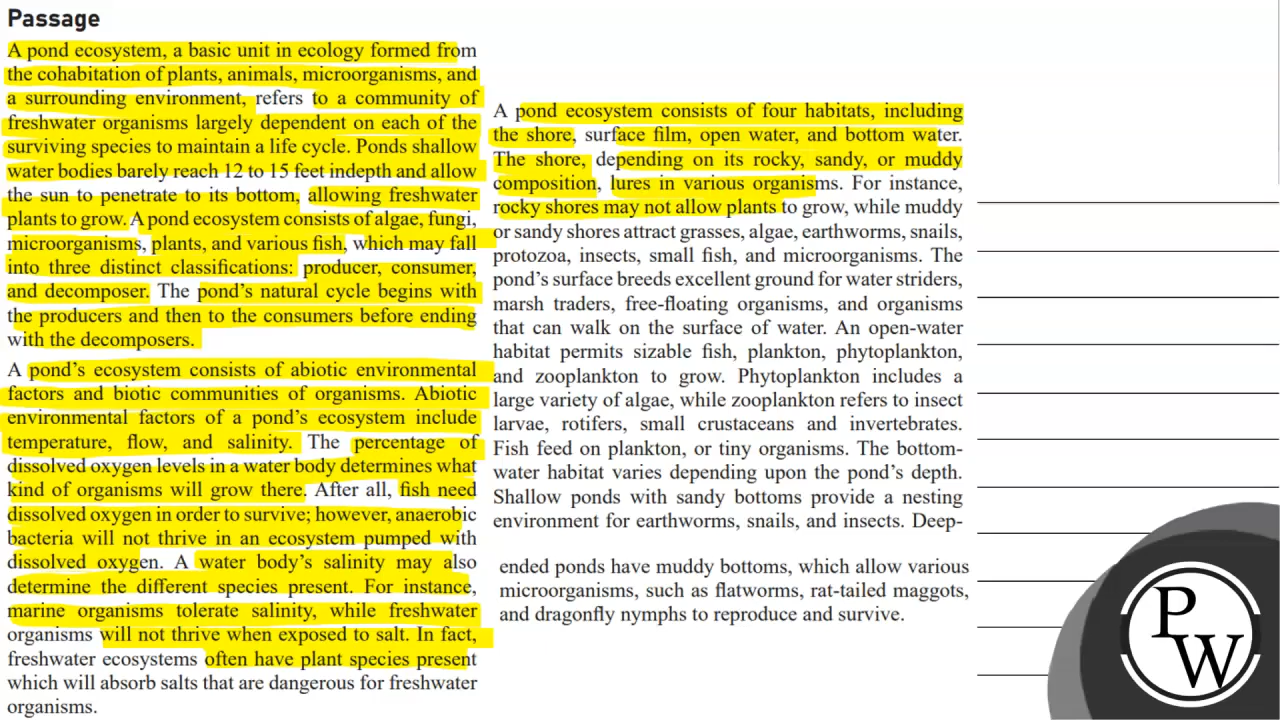 Passage
A pond ecosystem, a basic unit in ecology formed from
the cohabitation of plants, animals, microorganisms, and
a surrounding environment, refers to a community of
freshwater organisms largely dependent on each of the
surviving species to maintain a life cycle. Ponds shallow
water bodies barely reach 12 to 15 feet indepth and allow
the sun to penetrate to its bottom, allowing freshwater
plants to grow. A pond ecosystem consists of algae, fungi,
microorganisms, plants, and various fish, which may fall
into three distinct classifications: producer, consumer,
and decomposer. The pond's natural cycle begins with
the producers and then to the consumers before ending
with the decomposers.
A pond's ecosystem consists of abiotic environmental
factors and biotic communities of organisms. Abiotic
environmental factors of a pond's ecosystem include
temperature, flow, and salinity. The percentage of
dissolved oxygen levels in a water body determines what
kind of organisms will grow there. After all, fish need
dissolved oxygen in order to survive; however, anaerobic
bacteria will not thrive in an ecosystem pumped with
dissolved oxygen. A water body's salinity may also
determine the different species present. For instance,
marine organisms tolerate salinity, while freshwater
organisms will not thrive when exposed to salt. In fact,
freshwater ecosystems often have plant species present
which will absorb salts that are dangerous for freshwater
organisms.
A pond ecosystem consists of four habitats, including
the shore, surface film, open water, and bottom water.
The shore, depending on its rocky, sandy, or muddy
composition, lures in various organisms. For instance,
rocky shores may not allow plants to grow, while muddy
or sandy shores attract grasses, algae, earthworms, snails,
protozoa, insects, small fish, and microorganisms. The
pond's surface breeds excellent ground for water striders,
marsh traders, free-floating organisms, and organisms
that can walk on the surface of water. An open-water
habitat permits sizable fish, plankton, phytoplankton,
and zooplankton to grow. Phytoplankton includes a
large variety of algae, while zooplankton refers to insect
larvae, rotifers, small crustaceans and invertebrates.
Fish feed on plankton, or tiny organisms. The bottom-
water habitat varies depending upon the pond's depth.
Shallow ponds with sandy bottoms provide a nesting
environment for earthworms, snails, and insects. Deep-
ended ponds have muddy bottoms, which allow various
microorganisms, such as flatworms, rat-tailed maggots,
and dragonfly nymphs to reproduce and survive.
P
W